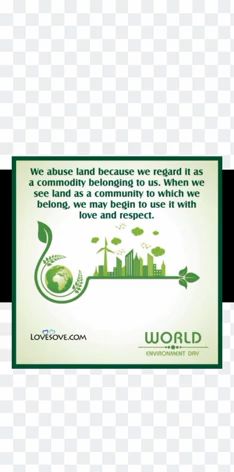 We abuse land because we regard it as
a commodity belonging to us. When we
see land as a community to which we
belong, we may begin to use it with
love and respect.
LOVESOVE.COM
WORLD
ENVIRONMENT DAY